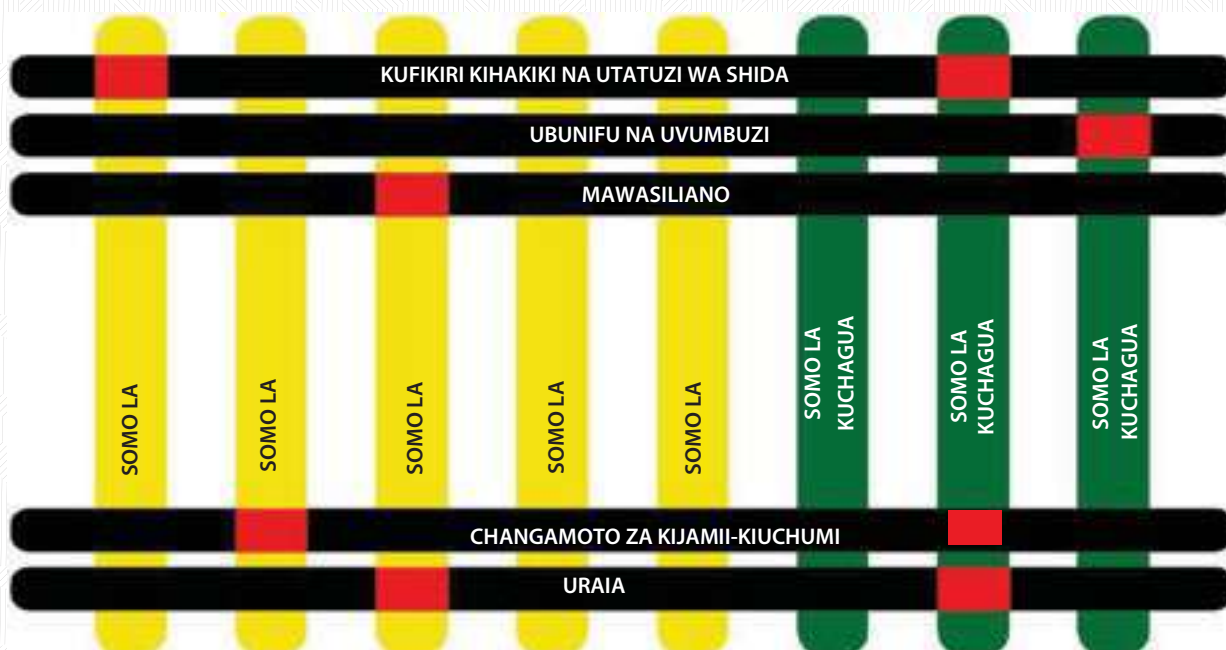 KUFIKIRI KIHAKIKI NA UTATUZI WA SHIDA
UBUNIFU NA UVUMBUZI
MAWASILIANO
SOMO LA
SOMO LA
SOMO LA
SOMO LA
SOMO LA
SOMO LA
KUCHAGUA
SOMO LA
KUCHAGUA
SOMO LA
KUCHAGUA
CHANGAMOTO ZA KIJAMII-KIUCHUMI
URAIA